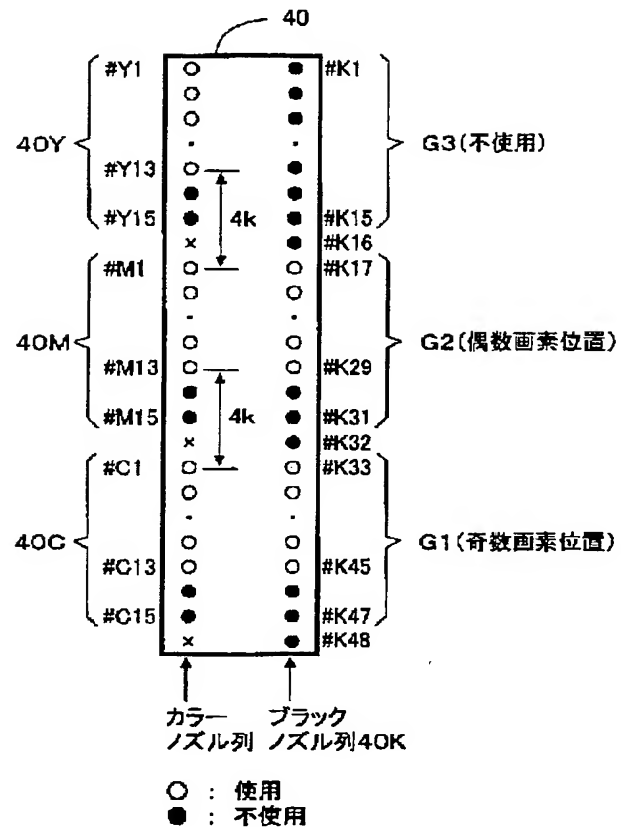 40
#Y1
#K1
40Y
G3(不使用)
#Y13
4k
#Y15
#K15
#K16
#M1
#K17
40M
G2(偶数画素位置)
#M13
#K29
4k
#M15
#K31
#K32
#C1
#K33
40C
G1(奇数画素位置)
#C13
#K45
#C15
#K47
#K48
カラー ブラック
ノズル列 ノズル列40K
○ : 使用
● : 不使用